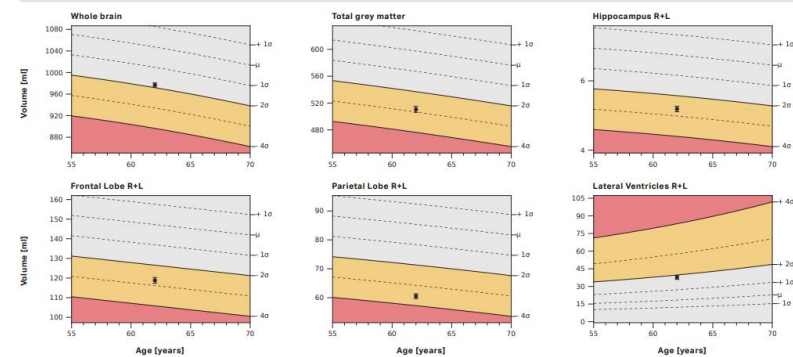 Whole brain
Volume [ml]
1080
1040
1000
960
920
880
+ 1σ
μ
- 1σ
- 2σ
- 4σ
55 60 65 70
Total grey matter
600
560
520
480
+ 1σ
μ
- 1σ
- 2σ
- 4σ
55 60 65 70
Hippocampus R+L
6
4
+ 1σ
μ
- 1σ
- 2σ
- 4σ
55 60 65 70
Frontal Lobe R+L
Volume [ml]
160
150
140
130
120
110
100
+ 1σ
μ
- 1σ
- 2σ
- 4σ
55 60 65 70
Age [years]
Parietal Lobe R+L
90
80
70
60
+ 1σ
μ
- 1σ
- 2σ
- 4σ
55 60 65 70
Age [years]
Lateral Ventricles R+L
105
90
75
60
45
30
15
0
+ 4σ
+ 2σ
+ 1σ
μ
- 1σ
55 60 65 70
Age [years]